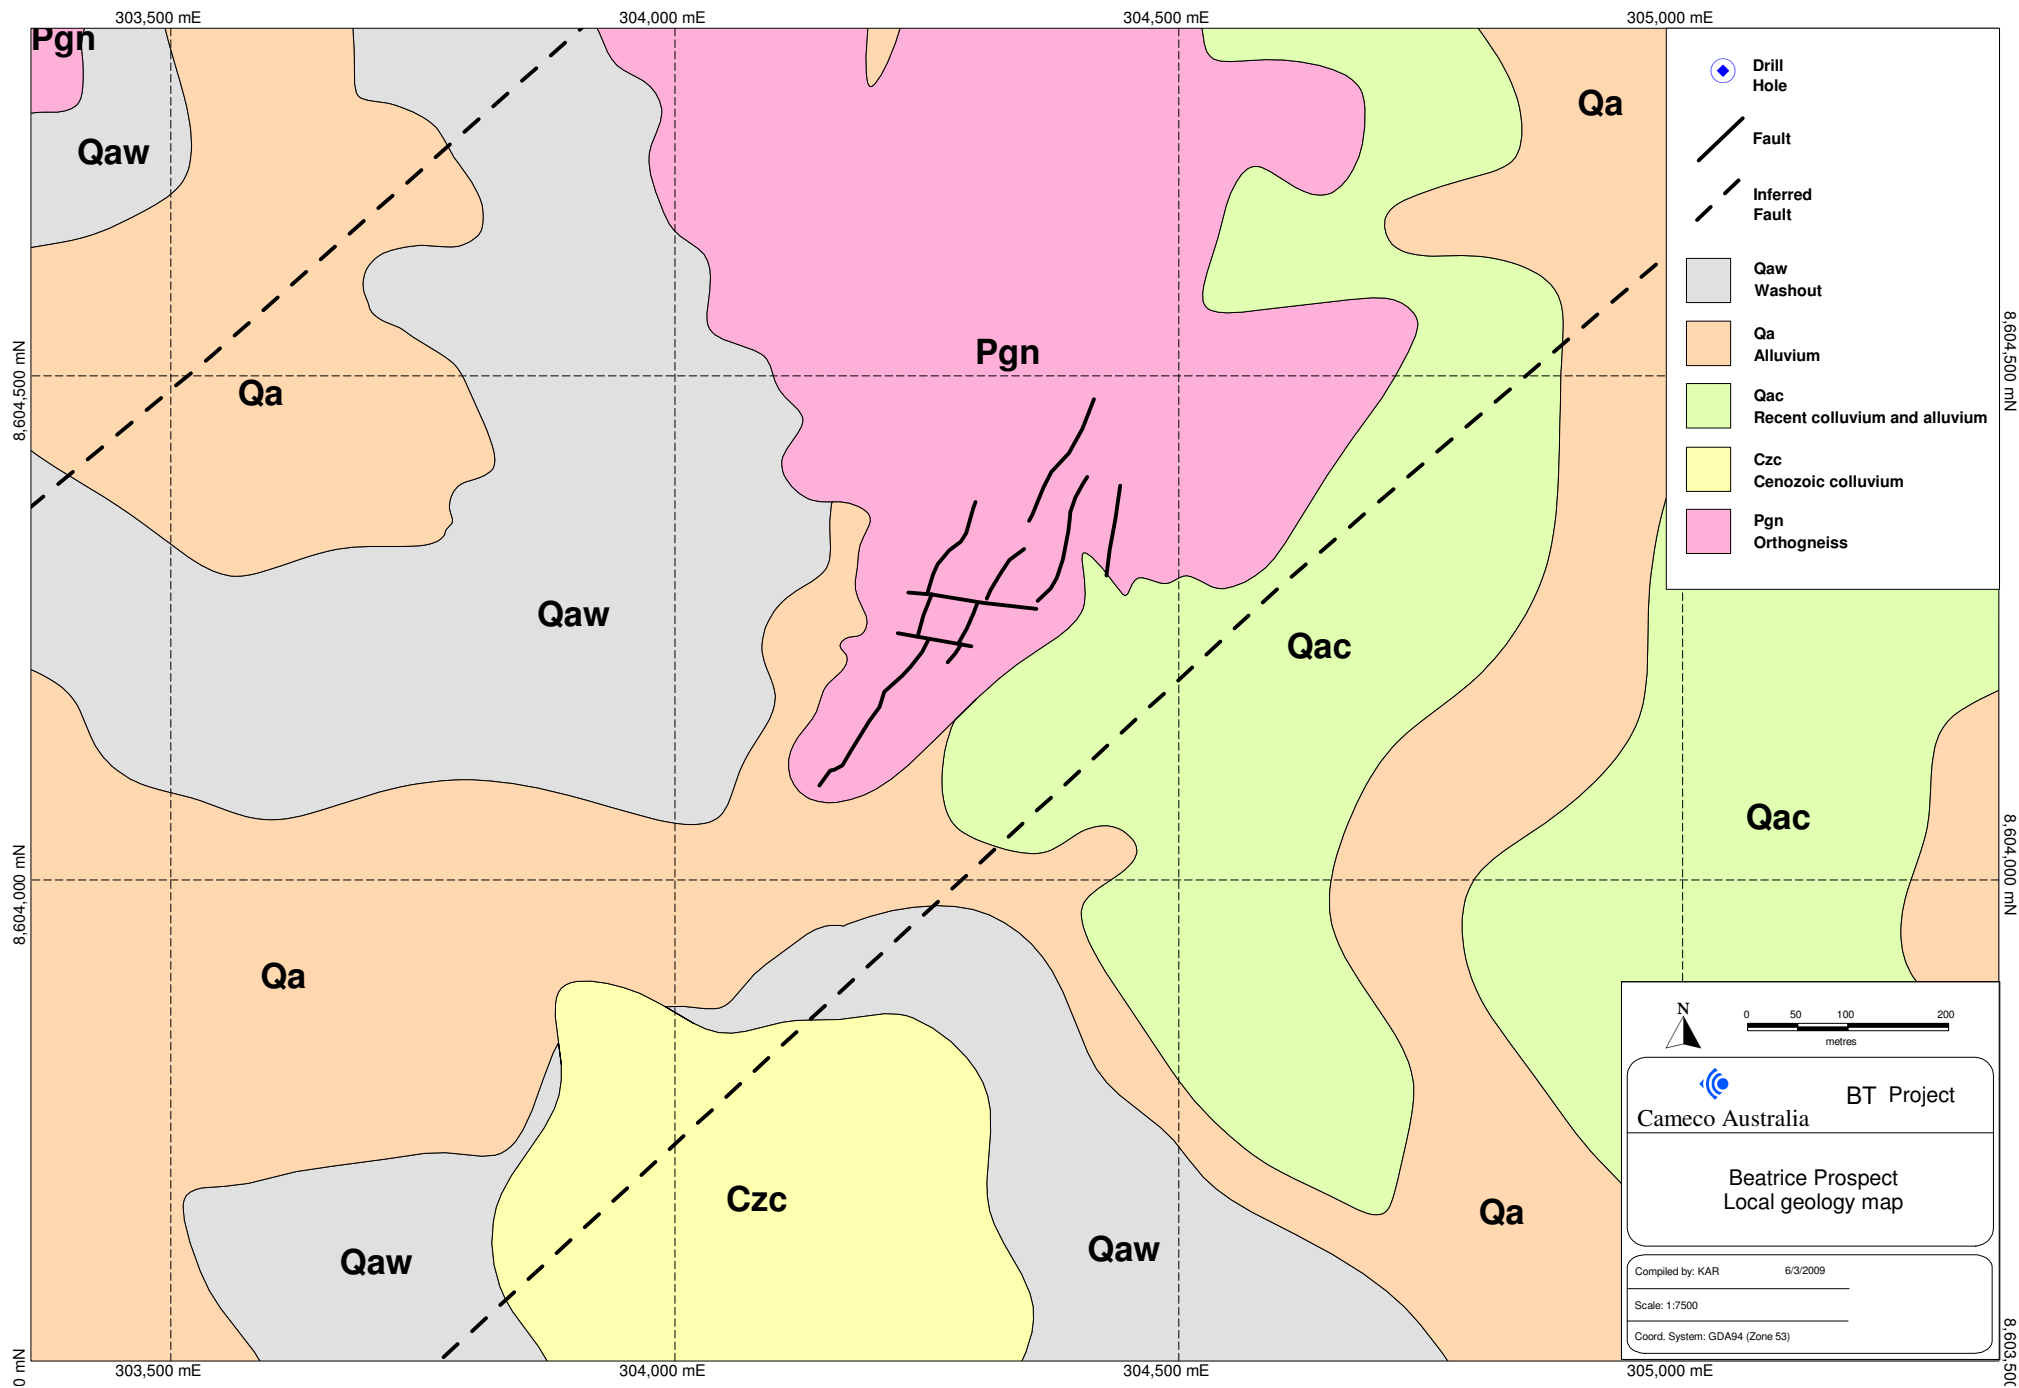 303,500 mE
304,000 mE
304,500 mE
305,000 mE
Pgn
Qaw
Qa
Drill
Hole
Fault
Inferred
Fault
Qaw
Washout
Qa
Alluvium
Qac
Recent colluvium and alluvium
Czc
Cenozoic colluvium
Pgn
Orthogneiss
8,604,500 mN
8,604,500 mN
Pgn
Qa
Qaw
Qac
Qac
8,604,000 mN
8,604,000 mN
Qa
Czc
Qaw
Qaw
Qa
N
0 50 100 200
metres
Cameco Australia
BT Project
Beatrice Prospect
Local geology map
Compiled by: KAR 6/3/2009
Scale: 1:7500
Coord. System: GDA94 (Zone 53)
0 mN
8,603,50
303,500 mE
304,000 mE
304,500 mE
305,000 mE